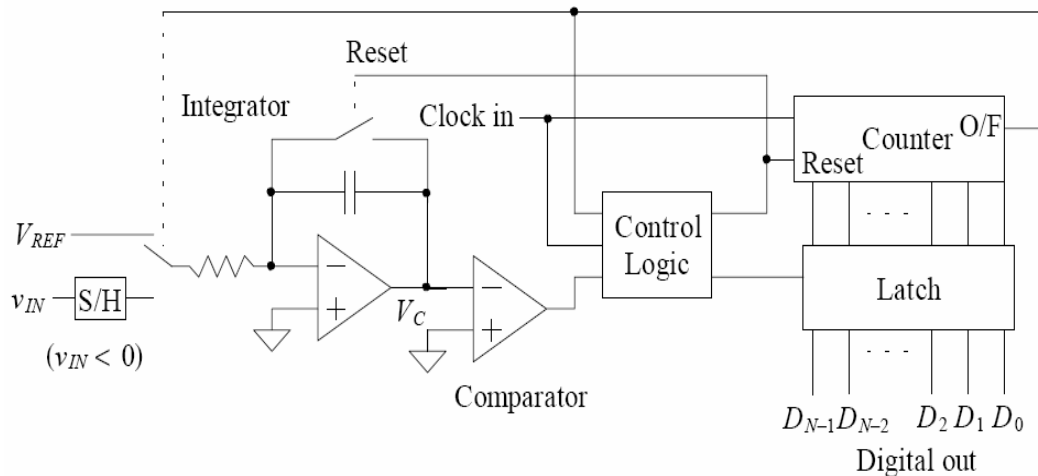 Reset
Integrator
Clock in
O/F
Counter
Reset
V_REF
Control
Logic
v_IN
S/H
Latch
V_C
(v_IN < 0)
Comparator
D_N–1 D_N–2 D_2 D_1 D_0
Digital out